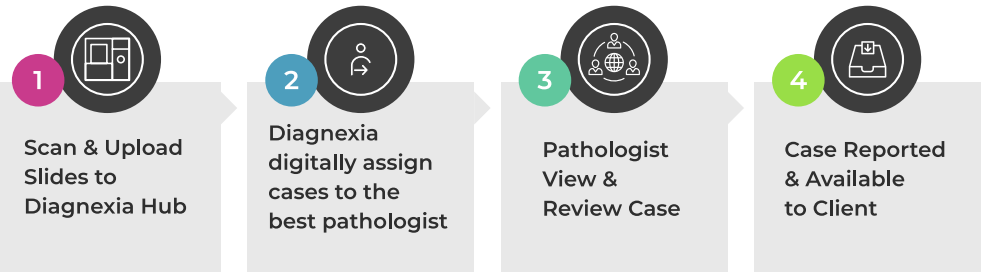 1
Scan & Upload
Slides to
Diagnexia Hub
2
Diagnexia
digitally assign
cases to the
best pathologist
3
Pathologist
View &
Review Case
4
Case Reported
& Available
to Client